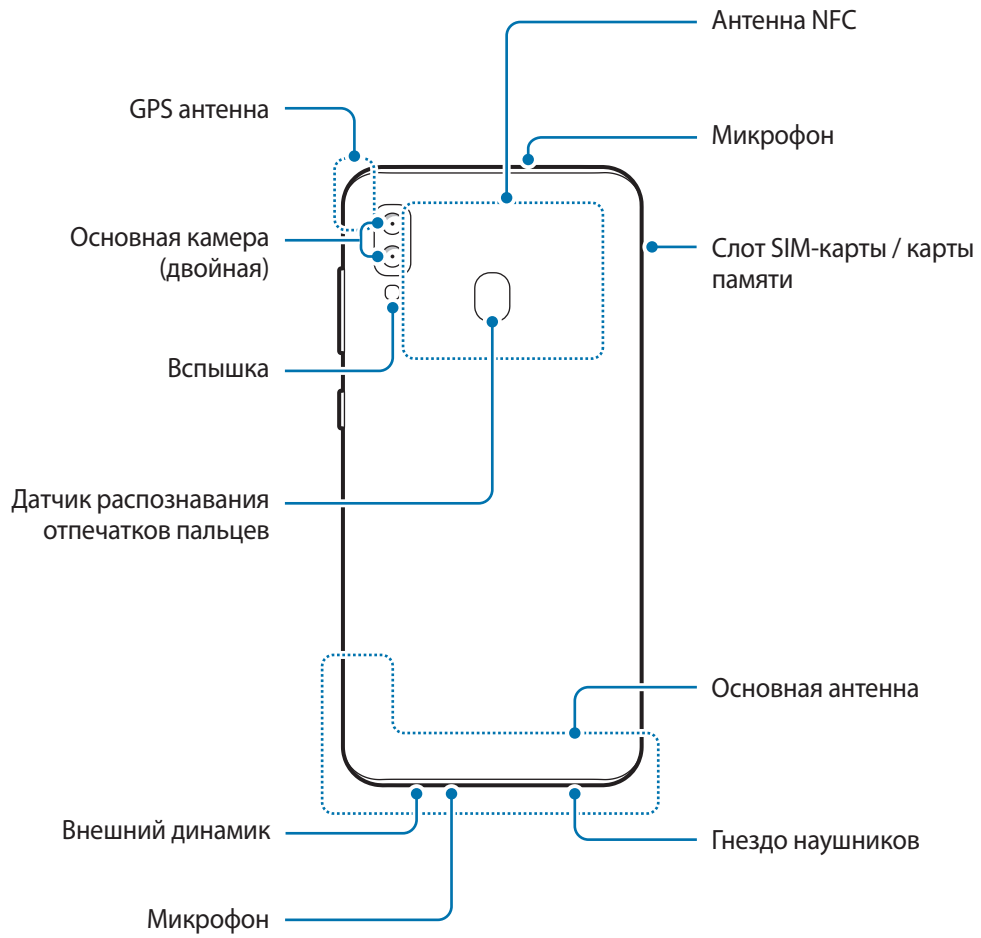 Антенна NFC
GPS антенна
Микрофон
Основная камера
(двойная)
Слот SIM-карты / карты
памяти
Вспышка
Датчик распознавания
отпечатков пальцев
Основная антенна
Внешний динамик
Гнездо наушников
Микрофон